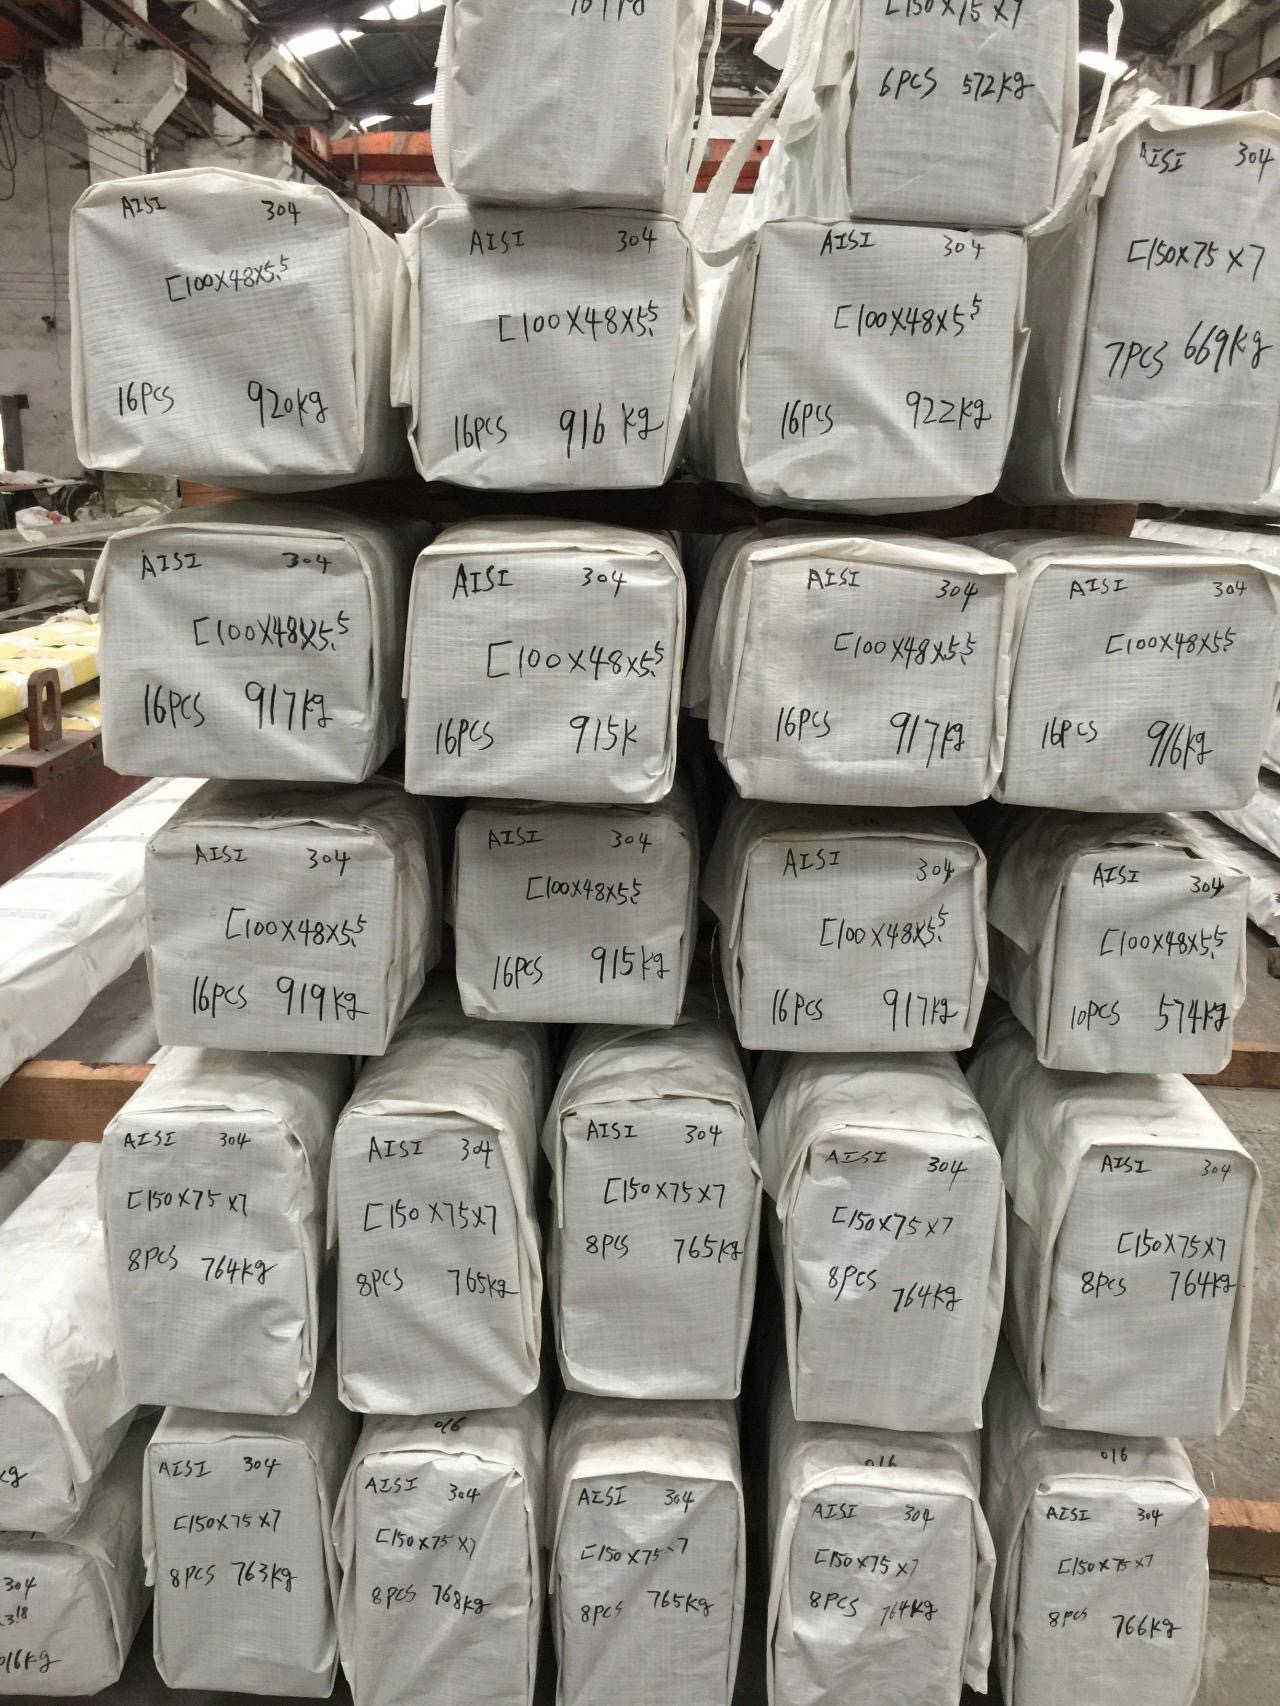 [150X75X7
6PCS 572kg
AISI 304
[150X75X7
7PCS 669kg
AISI 304
[100X48X5.5
16PCS 920kg
AISI 304
[100X48X5.5
16PCS 916kg
AISI 304
[100X48X5.5
16PCS 922kg
AISI 304
[100X48X5.5
16PCS 917kg
AISI 304
[100X48X5.5
16PCS 915k
AISI 304
[100X48X5.5
16PCS 917kg
AISI 304
[100X48X5.5
16PCS 916kg
AISI 304
[100X48X5.5
16PCS 919kg
AISI 304
[100X48X5.5
16PCS 915kg
AISI 304
[100X48X5.5
16PCS 917kg
AISI 304
[100X48X5.5
10PCS 574kg
AISI 304
[150X75X7
8PCS 764kg
AISI 304
[150X75X7
8PCS 765kg
AISI 304
[150X75X7
8PCS 765kg
AISI 304
[150X75X7
8PCS 764kg
AISI 304
[150X75X7
8PCS 764kg
AISI 304
[150X75X7
8PCS 763kg
016
AISI 304
[150X75X7
8PCS 768kg
AISI 304
[150X75X7
8PCS 765kg
016
AISI 304
[150X75X7
8PCS 764kg
016
AISI 304
[150X75X7
8PCS 766kg
304